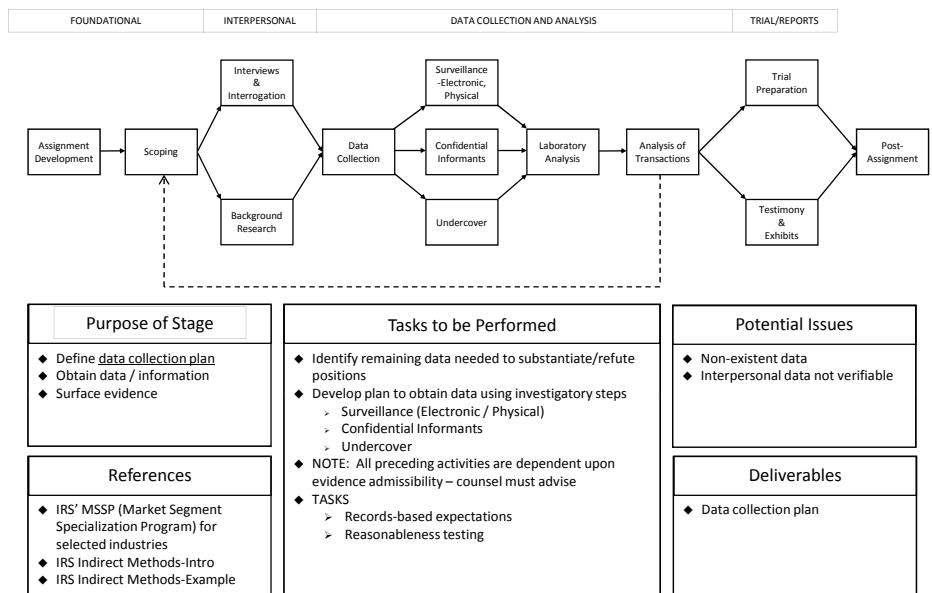 FOUNDATIONAL
INTERPERSONAL
DATA COLLECTION AND ANALYSIS
TRIAL/REPORTS
Assignment
Development
Scoping
Interviews
&
Interrogation
Background
Research
Data
Collection
Surveillance
-Electronic,
Physical
Confidential
Informants
Undercover
Laboratory
Analysis
Analysis of
Transactions
Trial
Preparation
Testimony
&
Exhibits
Post-
Assignment
Purpose of Stage
◆ Define data collection plan
◆ Obtain data / information
◆ Surface evidence
References
◆ IRS’ MSSP (Market Segment
Specialization Program) for
selected industries
◆ IRS Indirect Methods-Intro
◆ IRS Indirect Methods-Example
Tasks to be Performed
◆ Identify remaining data needed to substantiate/refute
positions
◆ Develop plan to obtain data using investigatory steps
➢ Surveillance (Electronic / Physical)
➢ Confidential Informants
➢ Undercover
◆ NOTE: All preceding activities are dependent upon
evidence admissibility – counsel must advise
◆ TASKS
➢ Records-based expectations
➢ Reasonableness testing
Potential Issues
◆ Non-existent data
◆ Interpersonal data not verifiable
Deliverables
◆ Data collection plan